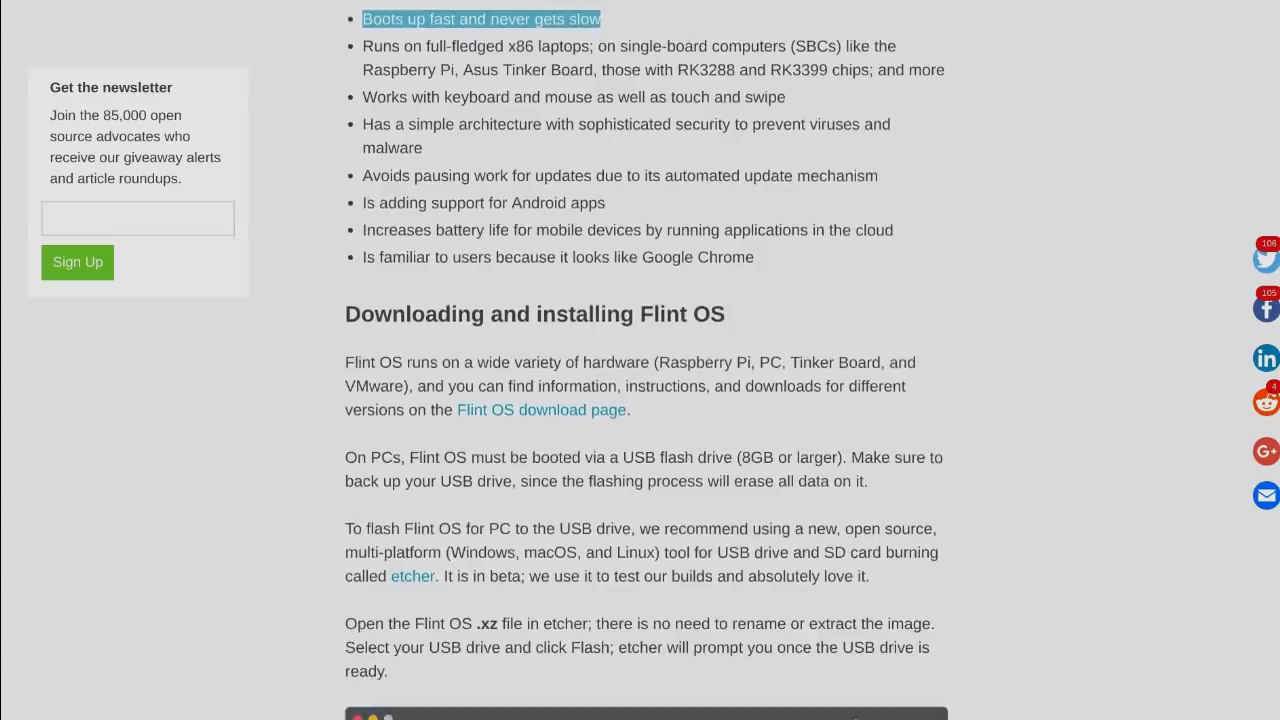 Boots up fast and never gets slow
Runs on full-fledged x86 laptops; on single-board computers (SBCs) like the
Raspberry Pi, Asus Tinker Board, those with RK3288 and RK3399 chips; and more
Works with keyboard and mouse as well as touch and swipe
Has a simple architecture with sophisticated security to prevent viruses and
malware
Avoids pausing work for updates due to its automated update mechanism
Is adding support for Android apps
Increases battery life for mobile devices by running applications in the cloud
Is familiar to users because it looks like Google Chrome
Get the newsletter
Join the 85,000 open
source advocates who
receive our giveaway alerts
and article roundups.
Sign Up
Downloading and installing Flint OS
Flint OS runs on a wide variety of hardware (Raspberry Pi, PC, Tinker Board, and
VMware), and you can find information, instructions, and downloads for different
versions on the Flint OS download page.
On PCs, Flint OS must be booted via a USB flash drive (8GB or larger). Make sure to
back up your USB drive, since the flashing process will erase all data on it.
To flash Flint OS for PC to the USB drive, we recommend using a new, open source,
multi-platform (Windows, macOS, and Linux) tool for USB drive and SD card burning
called etcher. It is in beta; we use it to test our builds and absolutely love it.
Open the Flint OS .xz file in etcher; there is no need to rename or extract the image.
Select your USB drive and click Flash; etcher will prompt you once the USB drive is
ready.
106
105
in
4
G+